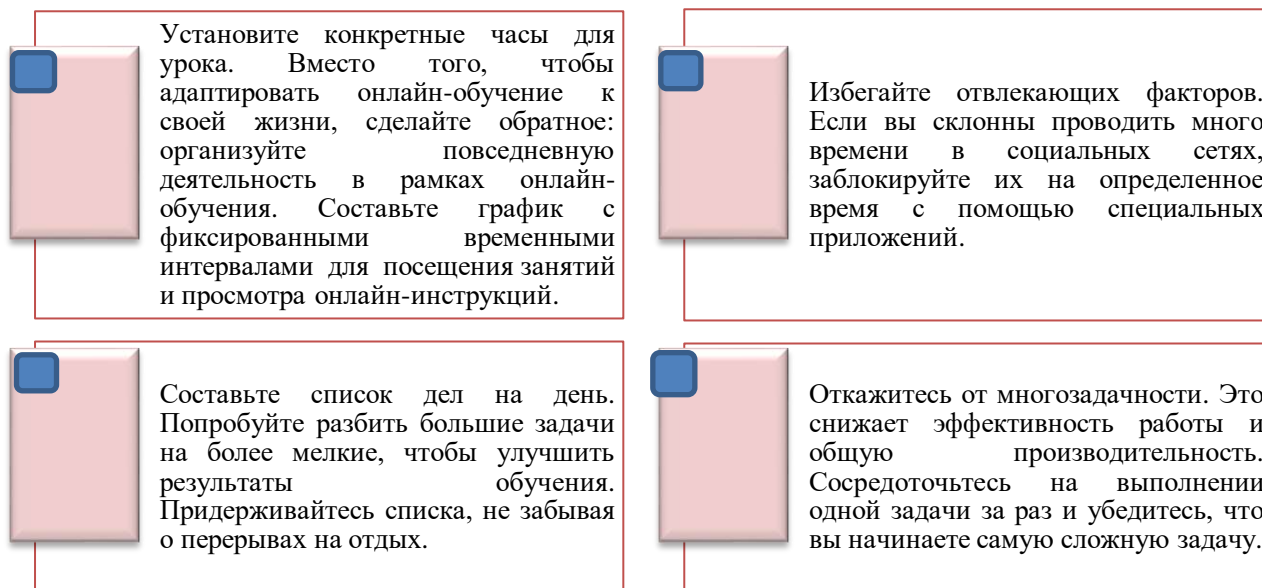 Установите конкретные часы для
урока. Вместо того, чтобы
адаптировать онлайн-обучение к
своей жизни, сделайте обратное:
организуйте повседневную
деятельность в рамках онлайн-
обучения. Составьте график с
фиксированными временными
интервалами для посещения занятий
и просмотра онлайн-инструкций.
Избегайте отвлекающих факторов.
Если вы склонны проводить много
времени в социальных сетях,
заблокируйте их на определенное
время с помощью специальных
приложений.
Составьте список дел на день.
Попробуйте разбить большие задачи
на более мелкие, чтобы улучшить
результаты обучения.
Придерживайтесь списка, не забывая
о перерывах на отдых.
Откажитесь от многозадачности. Это
снижает эффективность работы и
общую производительность.
Сосредоточьтесь на выполнении
одной задачи за раз и убедитесь, что
вы начинаете самую сложную задачу.